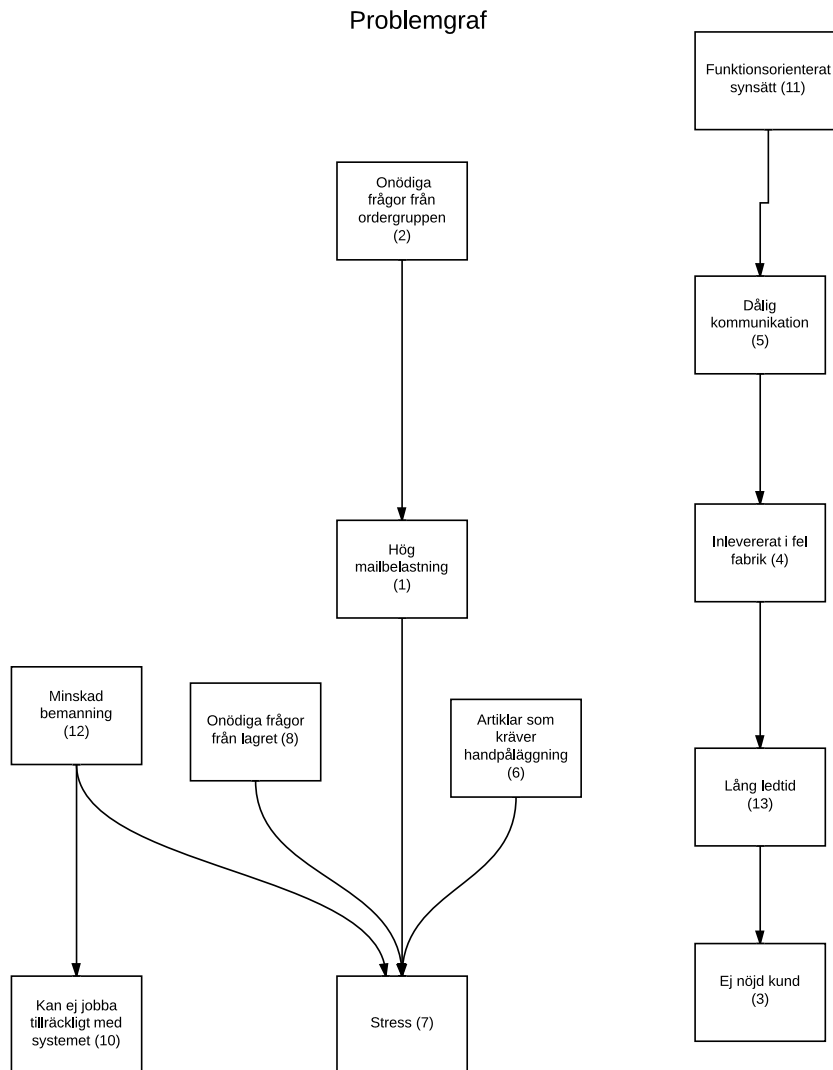 Problemgraf
Funktionsorienterat
synsätt (11)
Onödiga
frågor från
ordergruppen
(2)
Dålig
kommunikation
(5)
Hög
mailbelastning
(1)
Inlevererat i fel
fabrik (4)
Minskad
bemanning
(12)
Onödiga frågor
från lagret (8)
Artiklar som
kräver
handpåläggning
(6)
Lång ledtid
(13)
Kan ej jobba
tillräckligt med
systemet (10)
Stress (7)
Ej nöjd kund
(3)